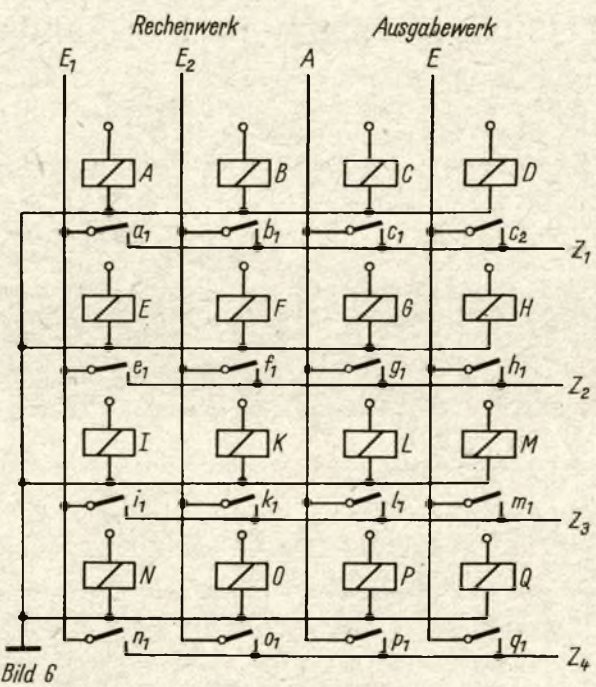 Rechenwerk Ausgabewerk
E1 E2 A E
A B C D
a1 b1 c1 c2
Z1
E F G H
e1 f1 g1 h1
Z2
I K L M
i1 k1 l1 m1
Z3
N O P Q
n1 o1 p1 q1
Z4
Bild 6